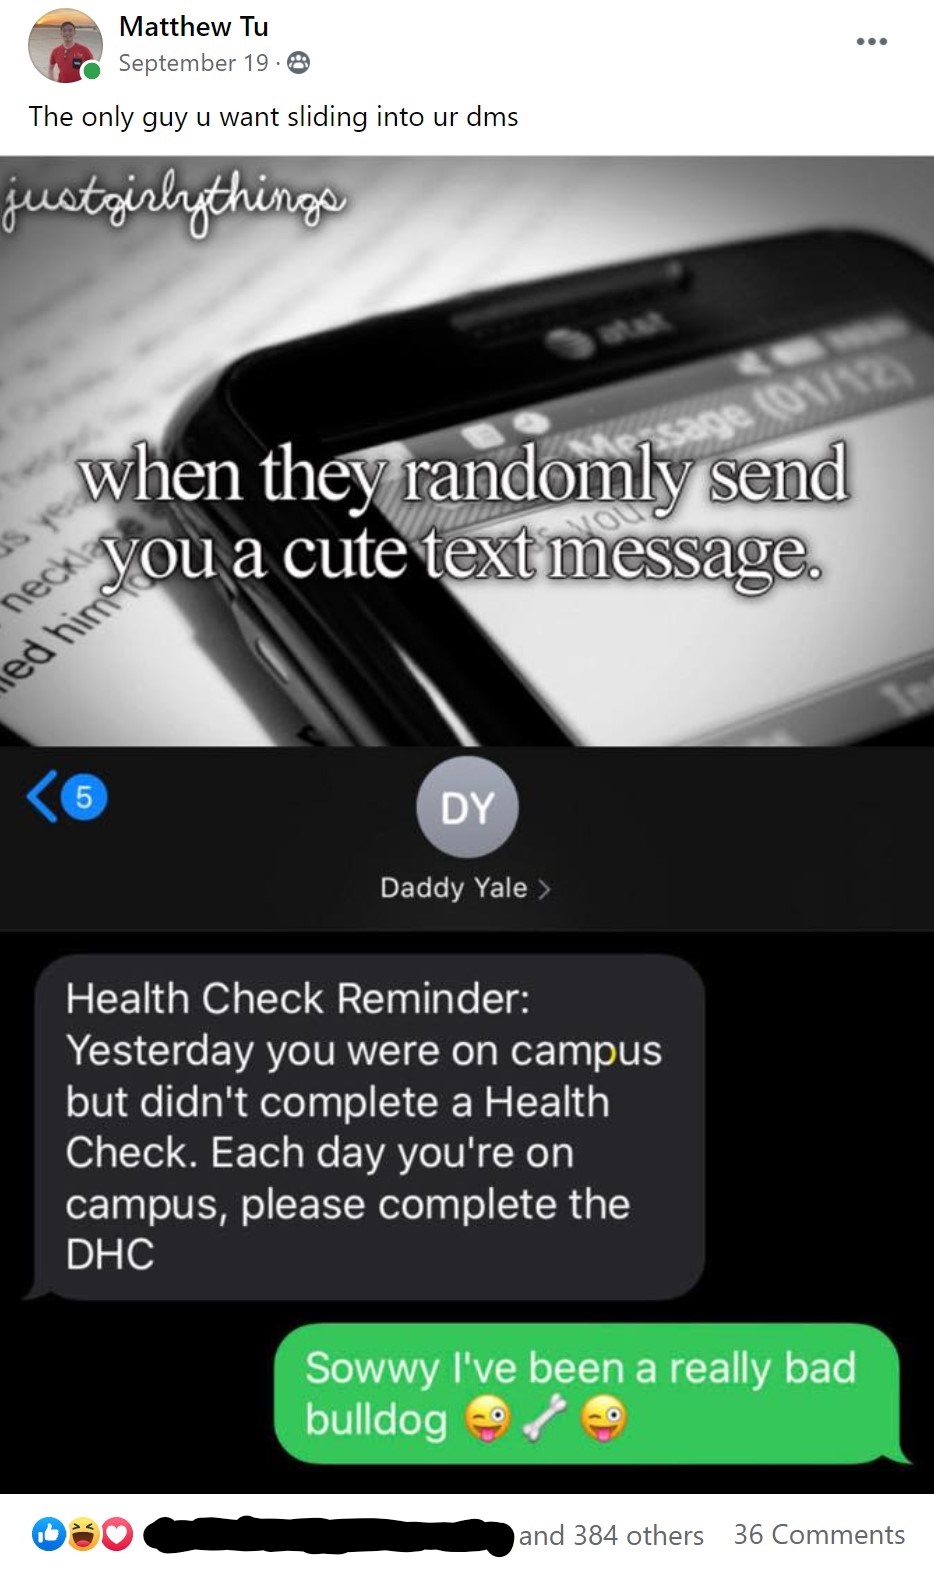 Matthew Tu
September 19 ·
The only guy u want sliding into ur dms
justgirlythings
at&t
Message (01/12)
when they randomly send
you a cute text message.
you
necklace
him
5
DY
Daddy Yale >
Health Check Reminder:
Yesterday you were on campus
but didn't complete a Health
Check. Each day you're on
campus, please complete the
DHC
Sowwy I've been a really bad
bulldog 😜🦴😜
and 384 others 36 Comments